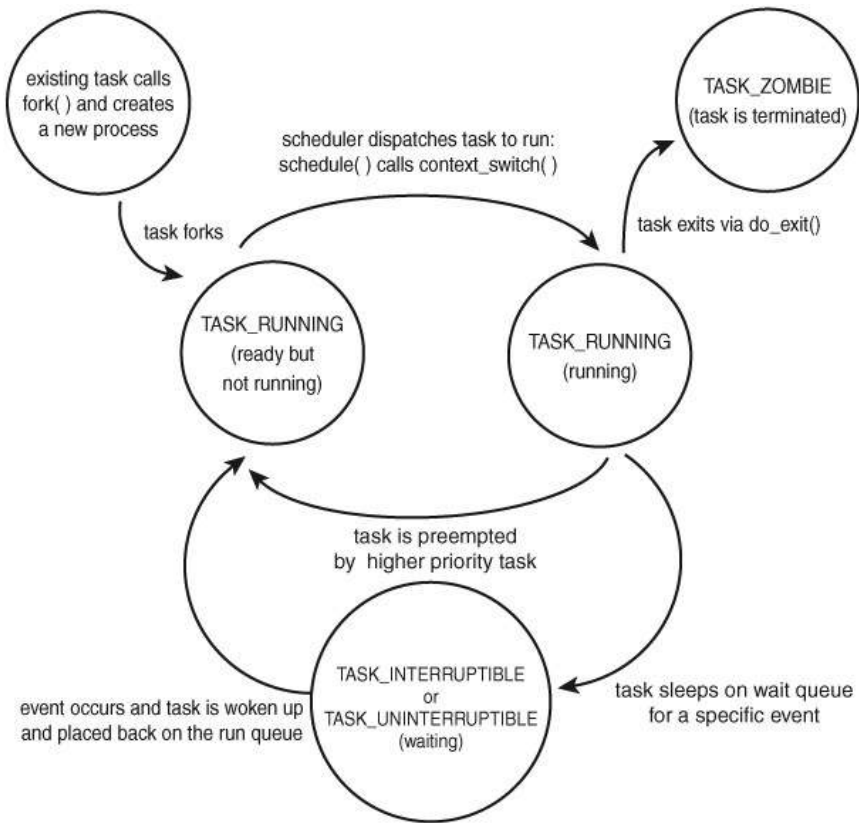 existing task calls
fork( ) and creates
a new process
TASK_ZOMBIE
(task is terminated)
scheduler dispatches task to run:
schedule( ) calls context_switch( )
task forks
task exits via do_exit()
TASK_RUNNING
(ready but
not running)
TASK_RUNNING
(running)
task is preempted
by higher priority task
TASK_INTERRUPTIBLE
or
TASK_UNINTERRUPTIBLE
(waiting)
event occurs and task is woken up
and placed back on the run queue
task sleeps on wait queue
for a specific event